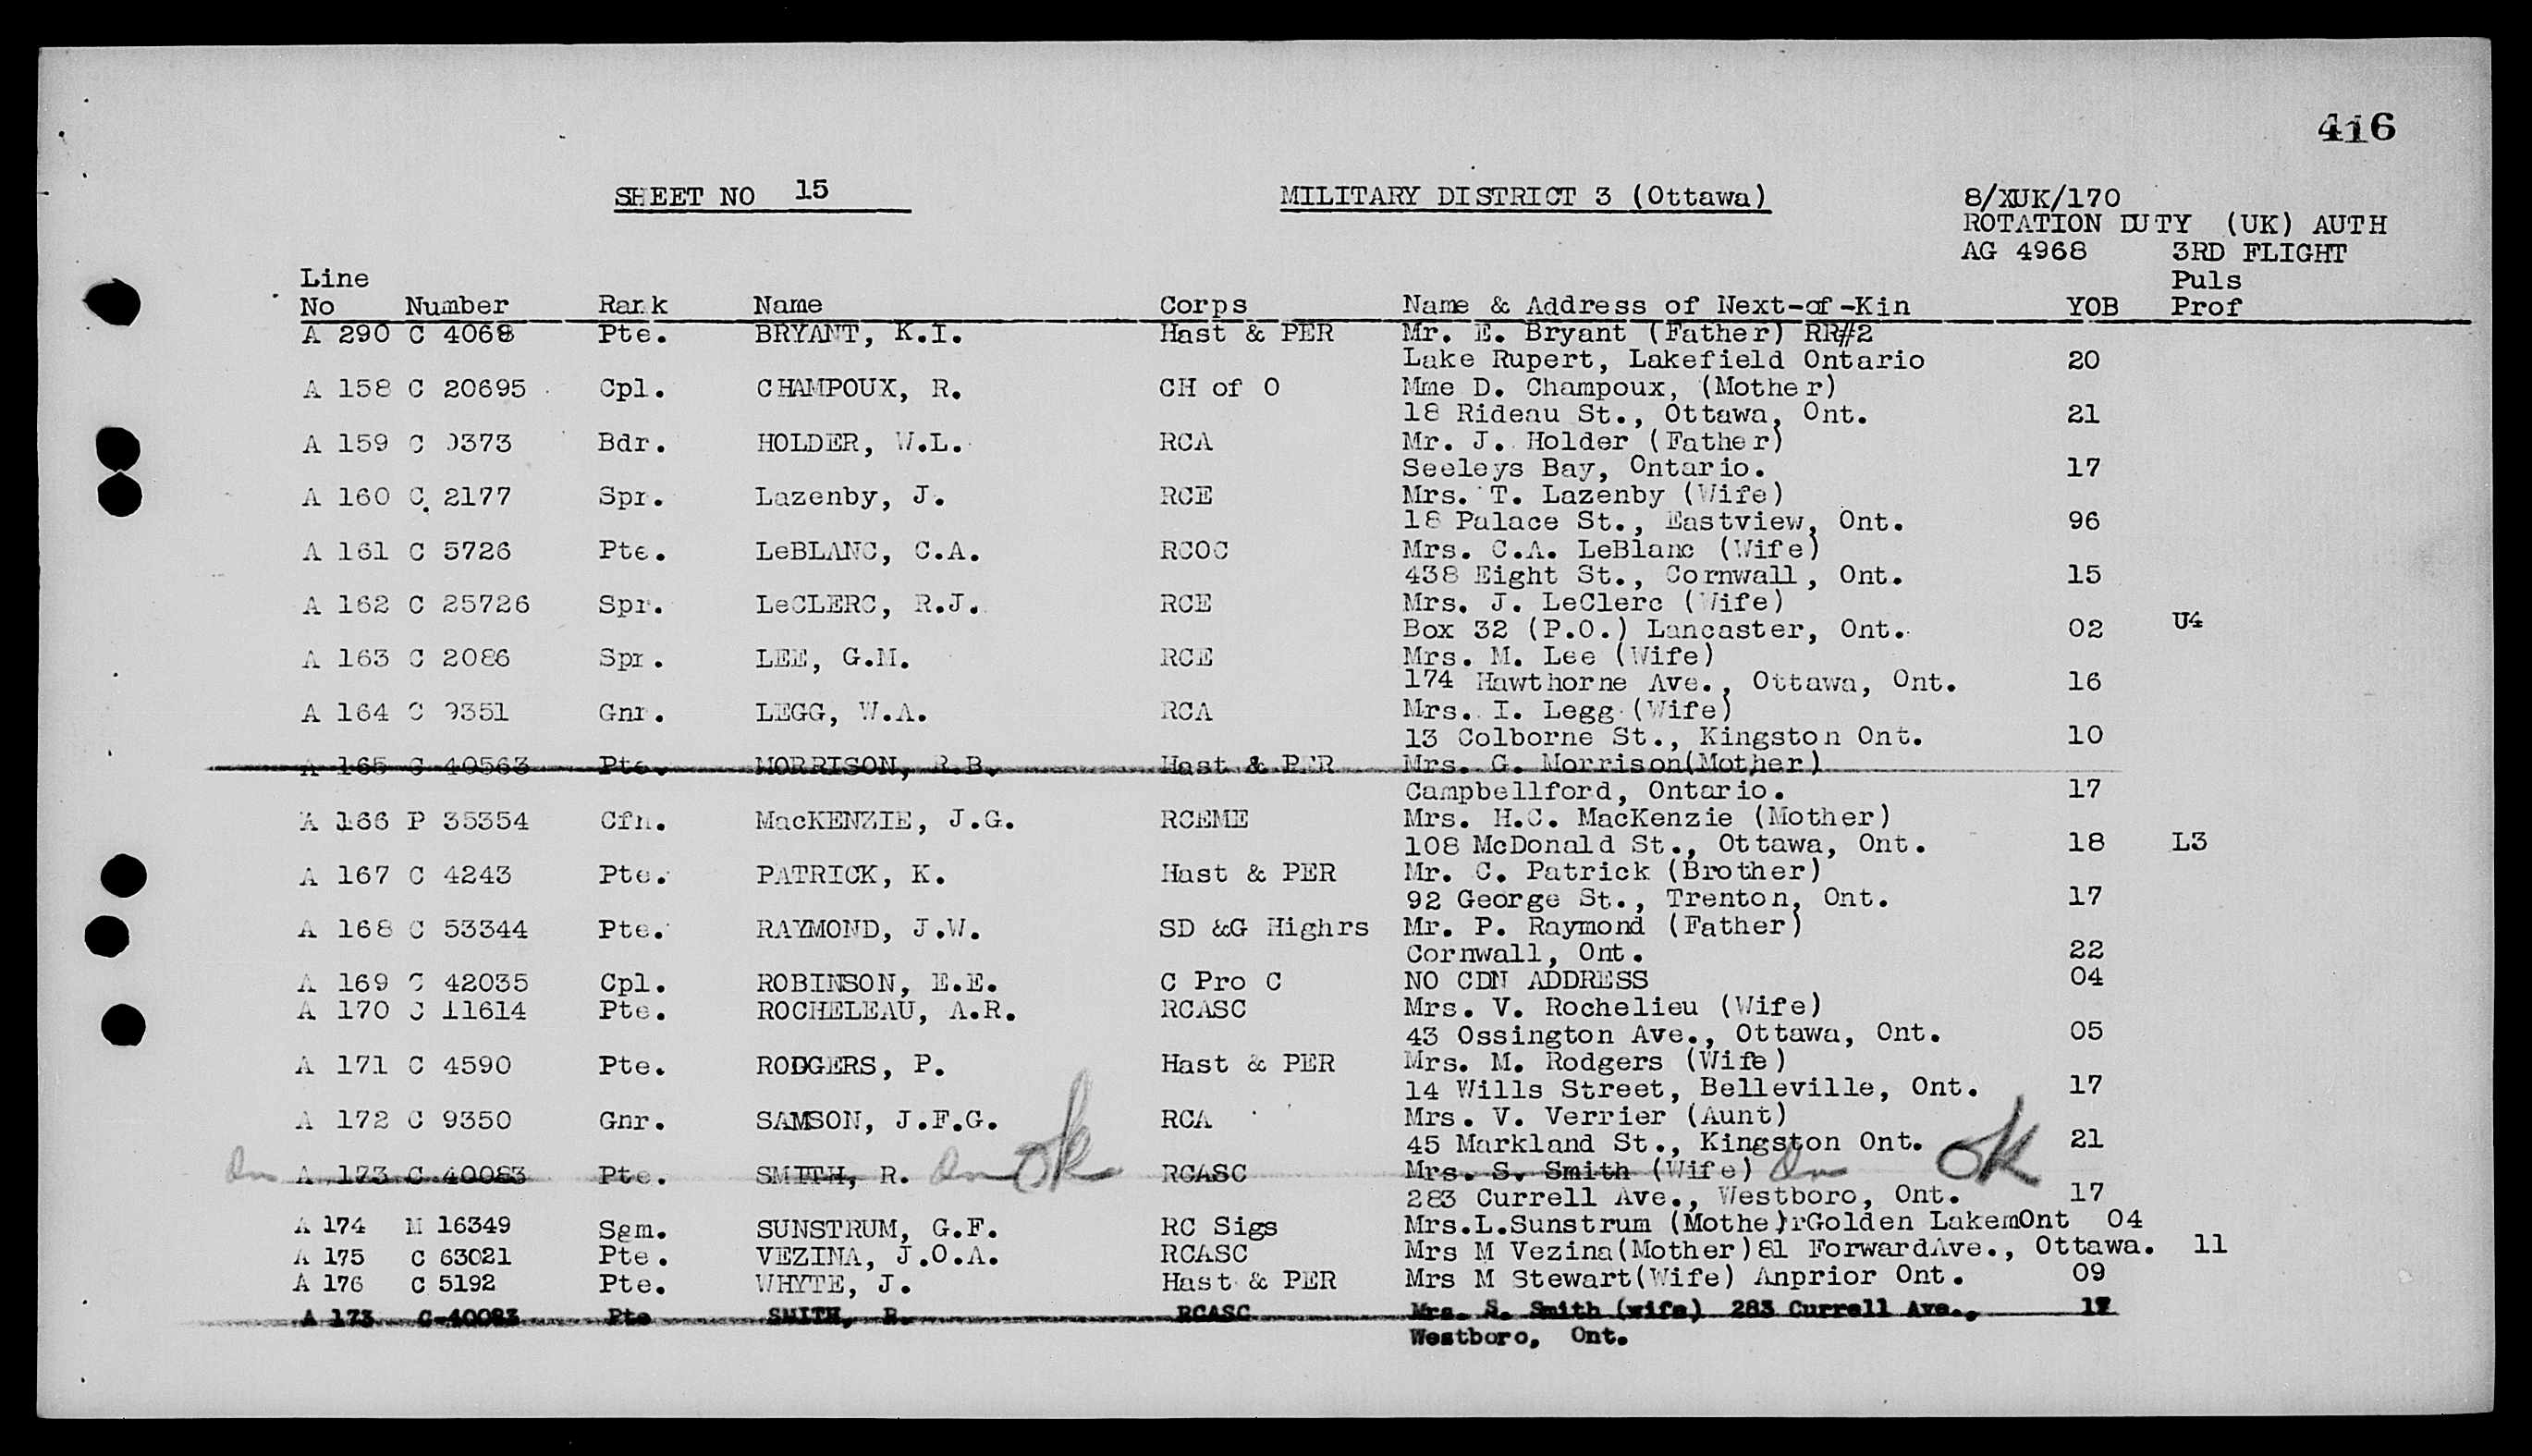 416
SHEET NO 15 MILITARY DISTRICT 3 (Ottawa) 8/XUK/170
ROTATION DUTY (UK) AUTH
AG 4968 3RD FLIGHT
Line Puls
No Number Rank Name Corps Name & Address of Next-of-Kin YOB Prof
A 290 C 4068 Pte. BRYANT, K.I. Hast & PER Mr. E. Bryant (Father) RR#2
Lake Rupert, Lakefield Ontario 20
A 158 C 20695 Cpl. CHAMPOUX, R. CH of O Mme D. Champoux, (Mother)
18 Rideau St., Ottawa, Ont. 21
A 159 C 9373 Bdr. HOLDER, W.L. RCA Mr. J. Holder (Father)
Seeleys Bay, Ontario. 17
A 160 C 2177 Spr. Lazenby, J. RCE Mrs. T. Lazenby (Wife)
18 Palace St., Eastview, Ont. 96
A 161 C 5726 Pte. LeBLANC, C.A. RCOC Mrs. C.A. LeBlanc (Wife)
438 Eight St., Cornwall, Ont. 15
A 162 C 25726 Spr. LeCLERC, R.J. RCE Mrs. J. LeClerc (Wife)
Box 32 (P.O.) Lancaster, Ont. 02 U4
A 163 C 2086 Spr. LEE, G.M. RCE Mrs. M. Lee (Wife)
174 Hawthorne Ave., Ottawa, Ont. 16
A 164 C 9351 Gnr. LEGG, W.A. RCA Mrs. I. Legg (Wife)
13 Colborne St., Kingston Ont. 10
A 165 C 40563 Pte. MORRISON, R.B. Hast & PER Mrs. G. Morrison(Mother)
Campbellford, Ontario. 17
A 166 P 35354 Cfn. MacKENZIE, J.G. RCEME Mrs. H.C. MacKenzie (Mother)
108 McDonald St., Ottawa, Ont. 18 L3
A 167 C 4243 Pte. PATRICK, K. Hast & PER Mr. C. Patrick (Brother)
92 George St., Trenton, Ont. 17
A 168 C 53344 Pte. RAYMOND, J.W. SD &G Highrs Mr. P. Raymond (Father)
Cornwall, Ont. 22
A 169 C 42035 Cpl. ROBINSON, E.E. C Pro C NO CDN ADDRESS 04
A 170 C 11614 Pte. ROCHELEAU, A.R. RCASC Mrs. V. Rochelieu (Wife)
43 Ossington Ave., Ottawa, Ont. 05
A 171 C 4590 Pte. RODGERS, P. Hast & PER Mrs. M. Rodgers (Wife)
14 Wills Street, Belleville, Ont. 17
A 172 C 9350 Gnr. SAMSON, J.F.G. RCA Mrs. V. Verrier (Aunt)
45 Markland St., Kingston Ont. 21
A 173 C 40083 Pte. SMITH, R. ok RCASC Mrs. S. Smith (Wife) ok
283 Currell Ave., Westboro, Ont. 17
A 174 M 16349 Sgm. SUNSTRUM, G.F. RC Sigs Mrs.L.Sunstrum (Mothe)rGolden LakemOnt 04
A 175 C 63021 Pte. VEZINA, J.O.A. RCASC Mrs M Vezina(Mother)81 ForwardAve., Ottawa. 11
A 176 C 5192 Pte. WHYTE, J. Hast & PER Mrs M Stewart(Wife) Anprior Ont. 09
A 173 C-40083 Pte SMITH, R. RCASC Mrs. S. Smith (wife) 283 Currell Ave., 17
Westboro, Ont.